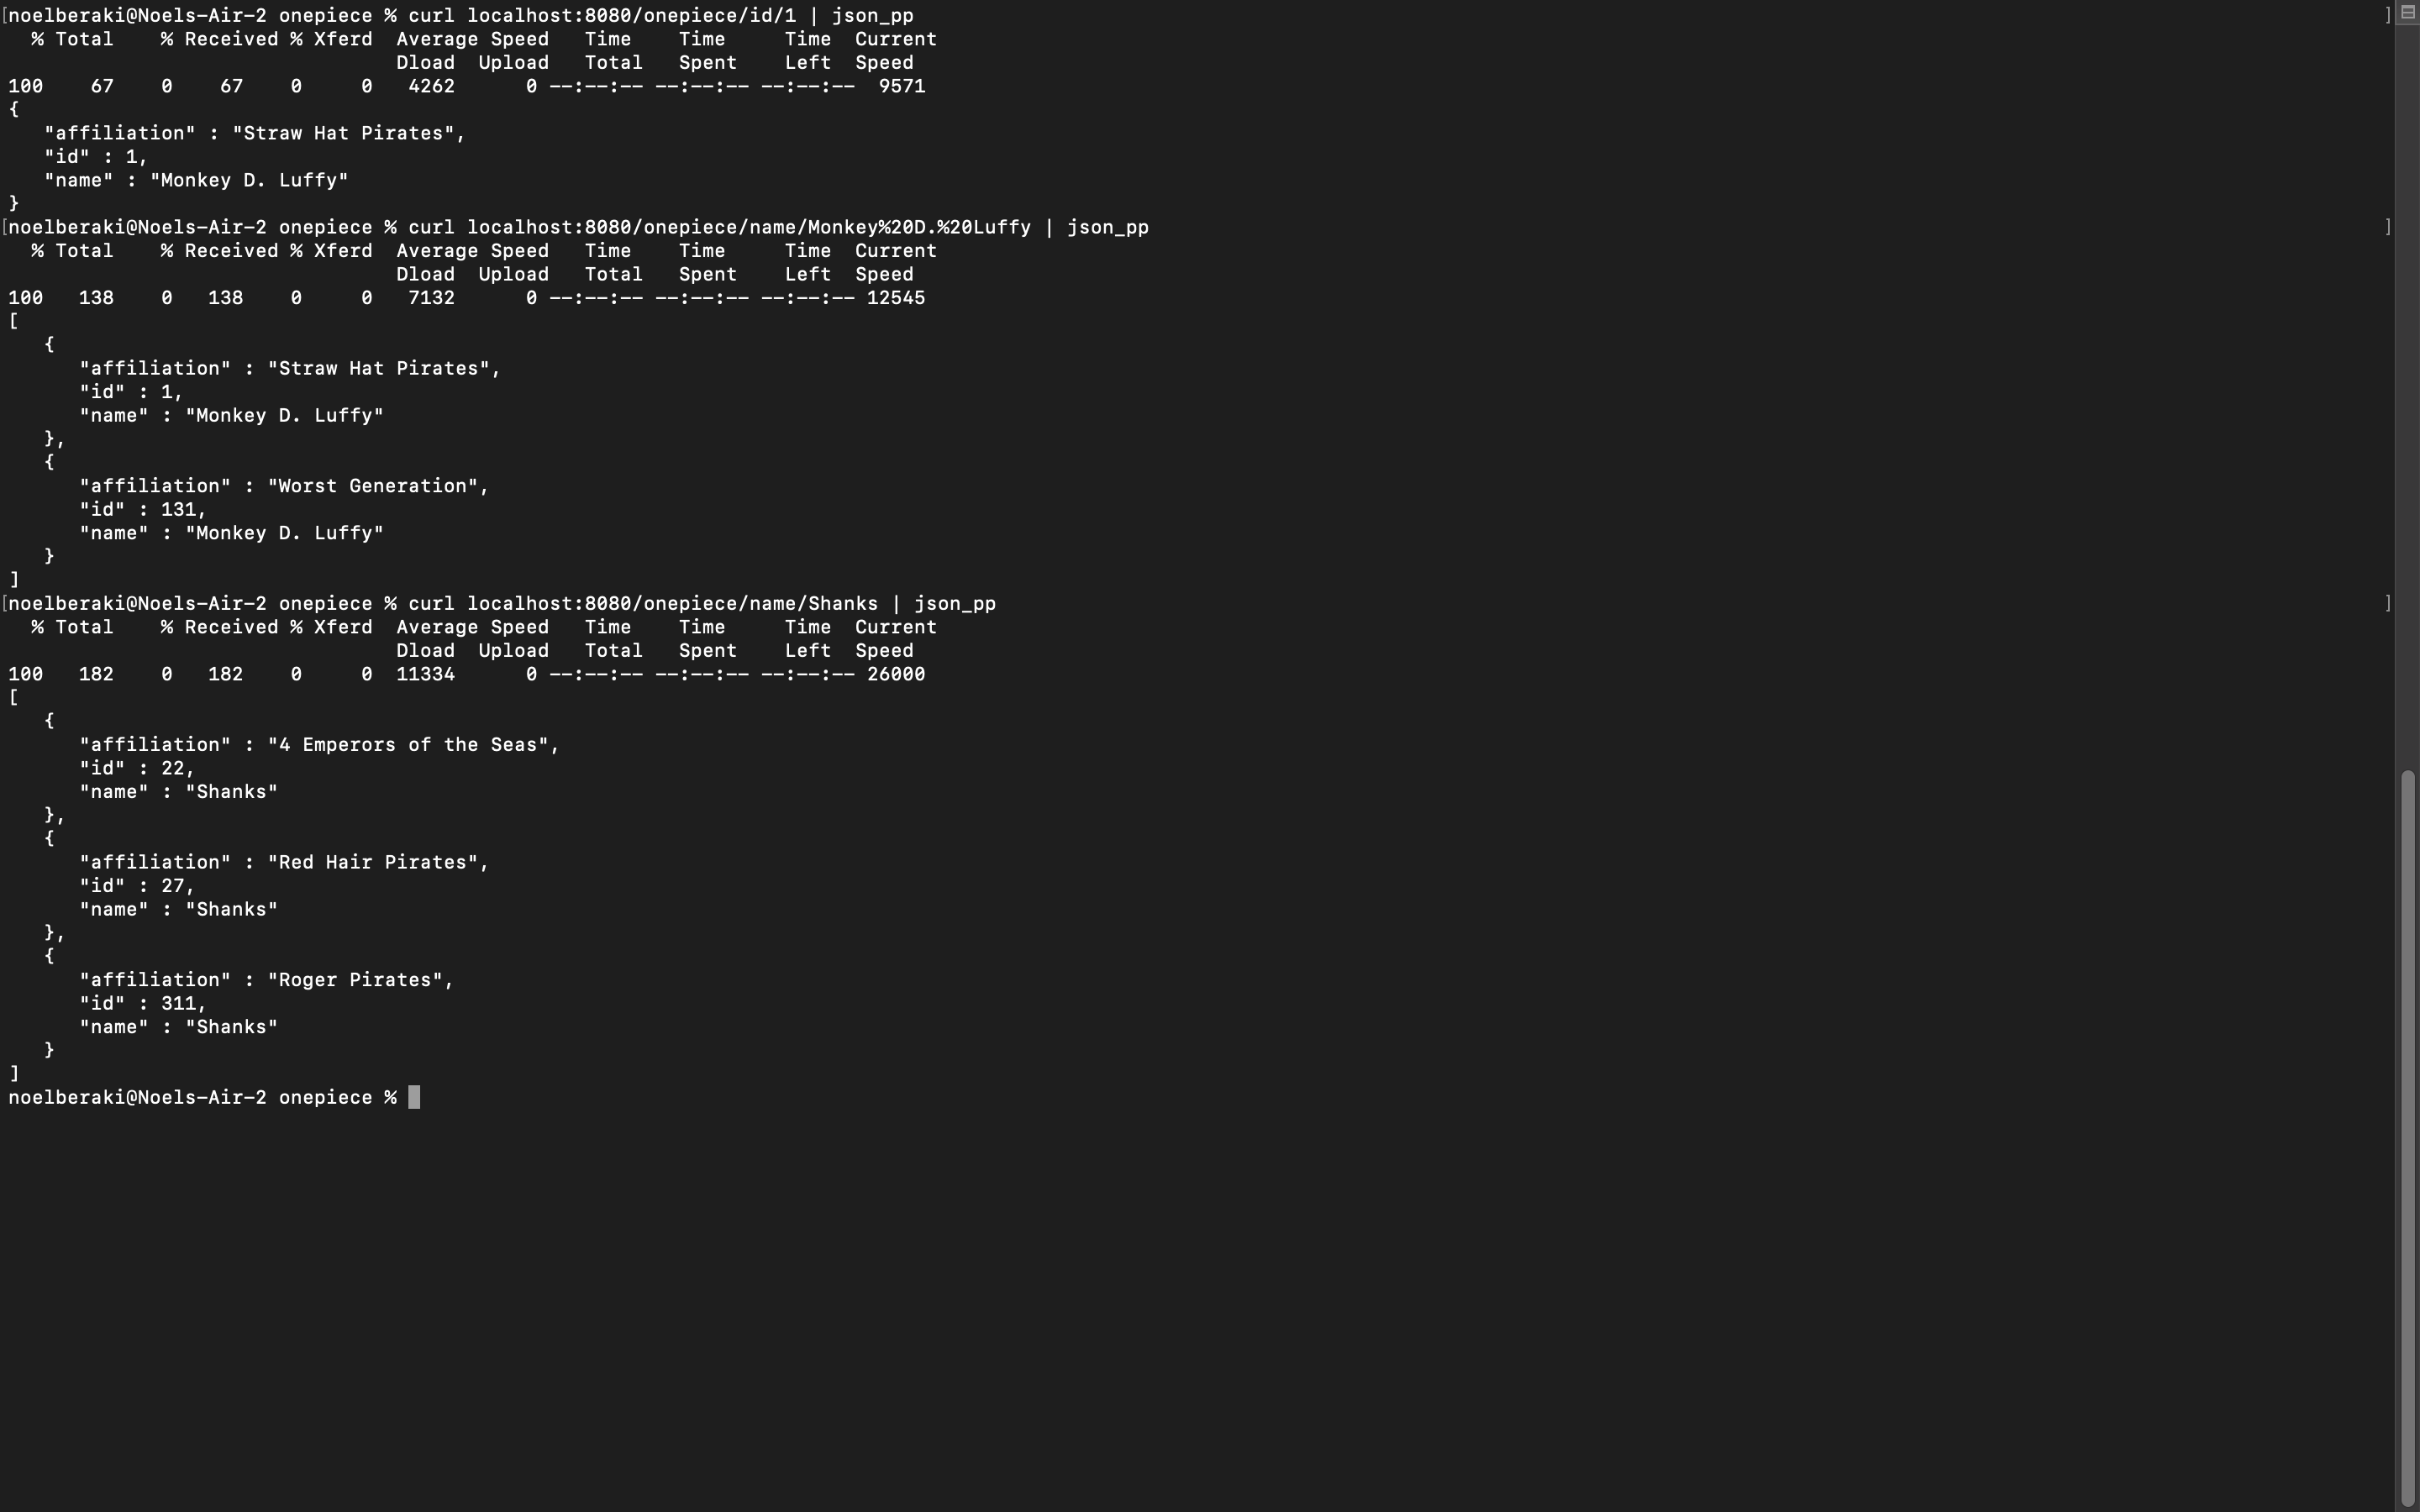 [noelberaki@Noels-Air-2 onepiece % curl localhost:8080/onepiece/id/1 | json_pp ]
  % Total    % Received % Xferd  Average Speed   Time    Time     Time  Current
                                 Dload  Upload   Total   Spent    Left  Speed
100    67    0    67    0     0   4262      0 --:--:-- --:--:-- --:--:--  9571
{
   "affiliation" : "Straw Hat Pirates",
   "id" : 1,
   "name" : "Monkey D. Luffy"
}
[noelberaki@Noels-Air-2 onepiece % curl localhost:8080/onepiece/name/Monkey%20D.%20Luffy | json_pp ]
  % Total    % Received % Xferd  Average Speed   Time    Time     Time  Current
                                 Dload  Upload   Total   Spent    Left  Speed
100   138    0   138    0     0   7132      0 --:--:-- --:--:-- --:--:-- 12545
[
   {
      "affiliation" : "Straw Hat Pirates",
      "id" : 1,
      "name" : "Monkey D. Luffy"
   },
   {
      "affiliation" : "Worst Generation",
      "id" : 131,
      "name" : "Monkey D. Luffy"
   }
]
[noelberaki@Noels-Air-2 onepiece % curl localhost:8080/onepiece/name/Shanks | json_pp ]
  % Total    % Received % Xferd  Average Speed   Time    Time     Time  Current
                                 Dload  Upload   Total   Spent    Left  Speed
100   182    0   182    0     0  11334      0 --:--:-- --:--:-- --:--:-- 26000
[
   {
      "affiliation" : "4 Emperors of the Seas",
      "id" : 22,
      "name" : "Shanks"
   },
   {
      "affiliation" : "Red Hair Pirates",
      "id" : 27,
      "name" : "Shanks"
   },
   {
      "affiliation" : "Roger Pirates",
      "id" : 311,
      "name" : "Shanks"
   }
]
noelberaki@Noels-Air-2 onepiece %